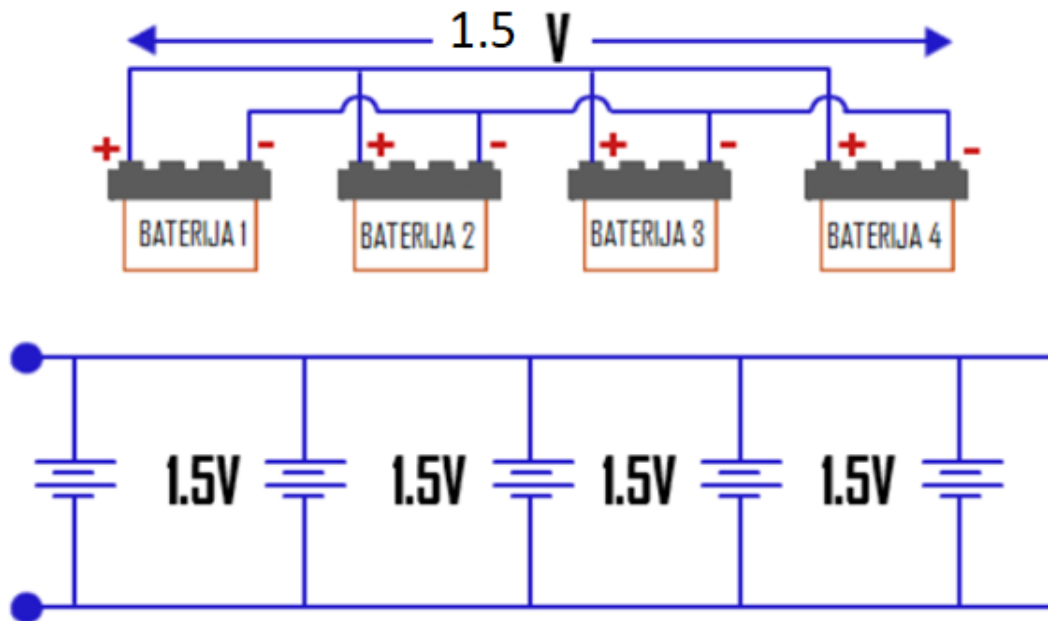 1.5 V
+ - + - + - + -
BATERIJA 1 BATERIJA 2 BATERIJA 3 BATERIJA 4
1.5V 1.5V 1.5V 1.5V